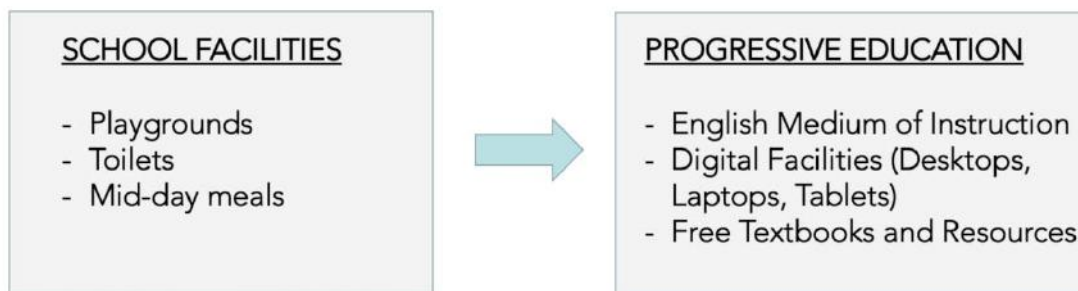 SCHOOL FACILITIES
- Playgrounds
- Toilets
- Mid-day meals
PROGRESSIVE EDUCATION
- English Medium of Instruction
- Digital Facilities (Desktops,
Laptops, Tablets)
- Free Textbooks and Resources